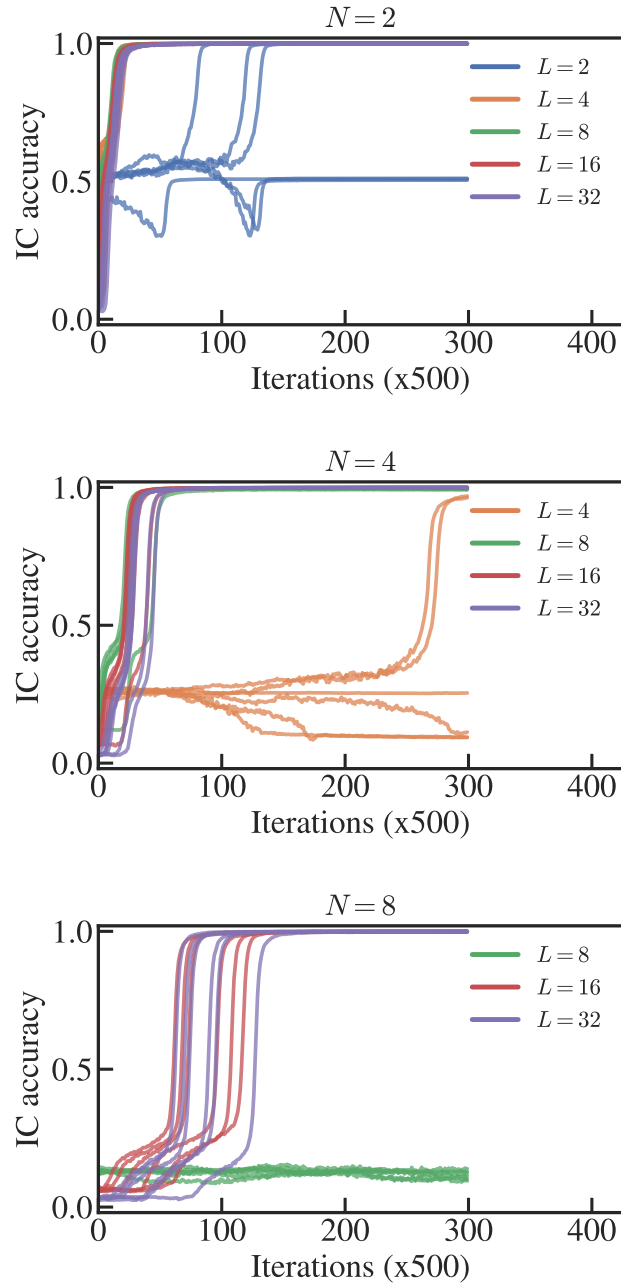 N = 2
1.0
0.5
0.0
IC accuracy
L = 2
L = 4
L = 8
L = 16
L = 32
0 100 200 300 400
Iterations (x500)
N = 4
1.0
0.5
0.0
IC accuracy
L = 4
L = 8
L = 16
L = 32
0 100 200 300 400
Iterations (x500)
N = 8
1.0
0.5
0.0
IC accuracy
L = 8
L = 16
L = 32
0 100 200 300 400
Iterations (x500)